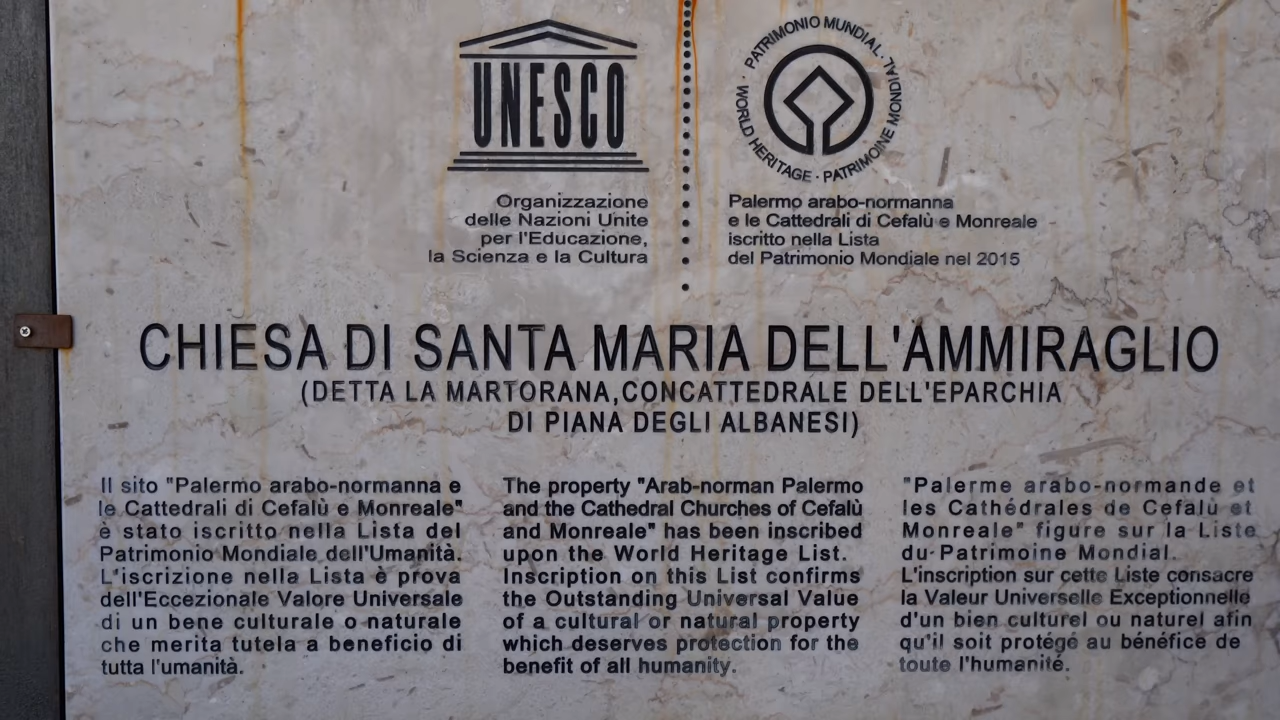 UNESCO
PATRIMONIO MUNDIAL · WORLD HERITAGE · PATRIMOINE MONDIAL ·
Organizzazione
delle Nazioni Unite
per l'Educazione,
la Scienza e la Cultura
Palermo arabo-normanna
e le Cattedrali di Cefalù e Monreale
iscritto nella Lista
del Patrimonio Mondiale nel 2015
CHIESA DI SANTA MARIA DELL'AMMIRAGLIO
(DETTA LA MARTORANA,CONCATTEDRALE DELL'EPARCHIA
DI PIANA DEGLI ALBANESI)
Il sito "Palermo arabo-normanna e
le Cattedrali di Cefalù e Monreale"
è stato iscritto nella Lista del
Patrimonio Mondiale dell'Umanità.
L'iscrizione nella Lista è prova
dell'Eccezionale Valore Universale
di un bene culturale o naturale
che merita tutela a beneficio di
tutta l'umanità.
The property "Arab-norman Palermo
and the Cathedral Churches of Cefalù
and Monreale" has been inscribed
upon the World Heritage List.
Inscription on this List confirms
the Outstanding Universal Value
of a cultural or natural property
which deserves protection for the
benefit of all humanity.
"Palerme arabo-normande et
les Cathédrales de Cefalù et
Monreale" figure sur la Liste
du Patrimoine Mondial.
L'inscription sur cette Liste consacre
la Valeur Universelle Exceptionnelle
d'un bien culturel ou naturel afin
qu'il soit protégé au bénéfice de
toute l'humanité.